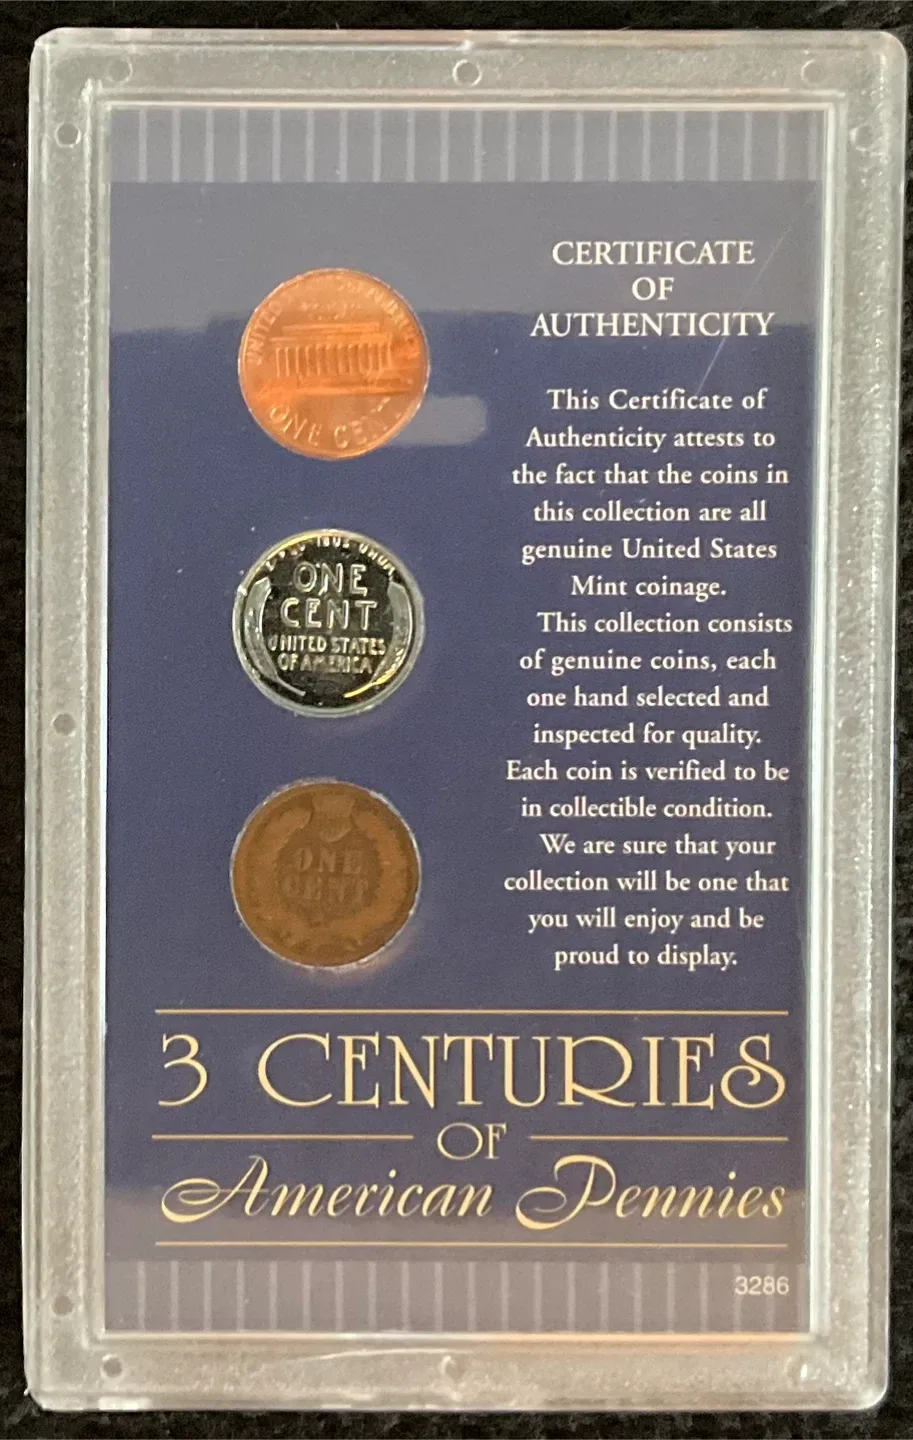 UNITED
ONE CENT
CERTIFICATE
OF
AUTHENTICITY
This Certificate of
Authenticity attests to
the fact that the coins in
this collection are all
genuine United States
Mint coinage.
This collection consists
of genuine coins, each
one hand selected and
inspected for quality.
Each coin is verified to be
in collectible condition.
We are sure that your
collection will be one that
you will enjoy and be
proud to display.
ONE
CENT
UNITED STATES
OF AMERICA
ONE
CENT
3 CENTURIES
OF
American Pennies
3286